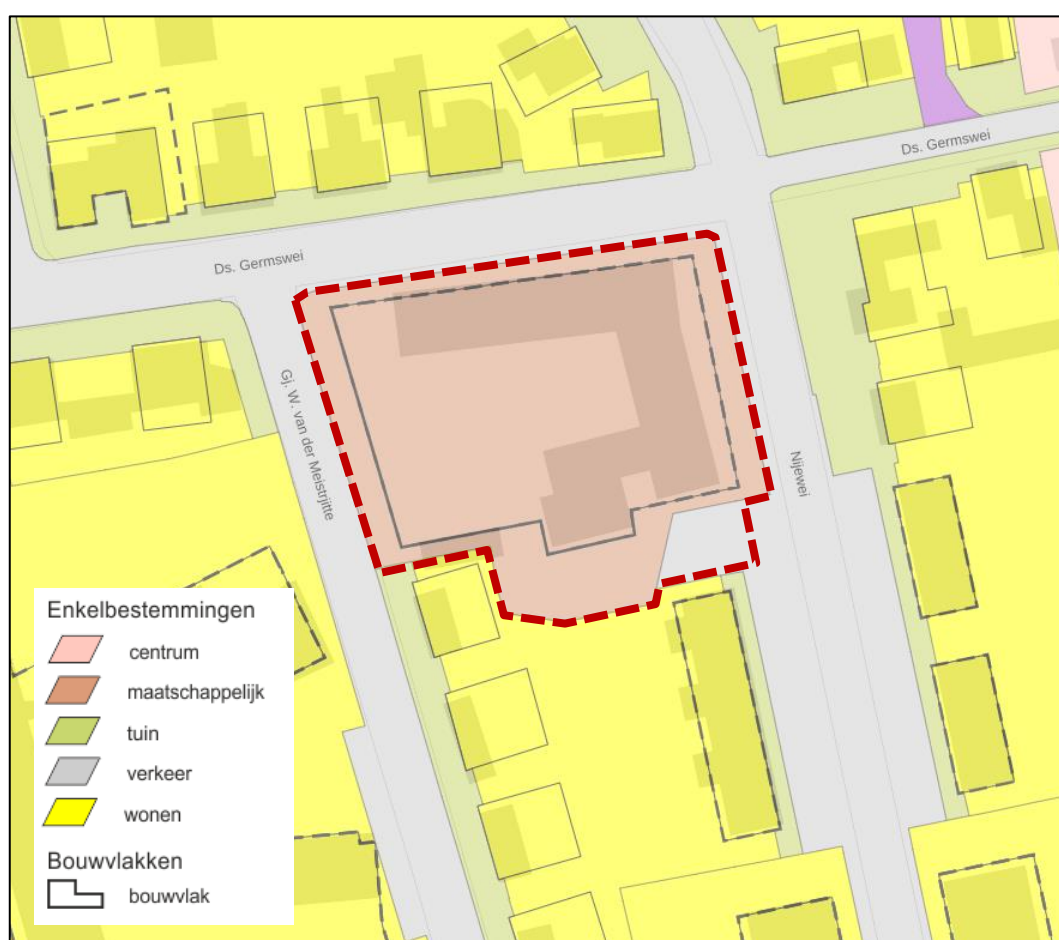 Ds. Germswei
Ds. Germswei
Gj. W. van der Meistrjitte
Nijewei
Enkelbestemmingen
centrum
maatschappelijk
tuin
verkeer
wonen
Bouwvlakken
bouwvlak